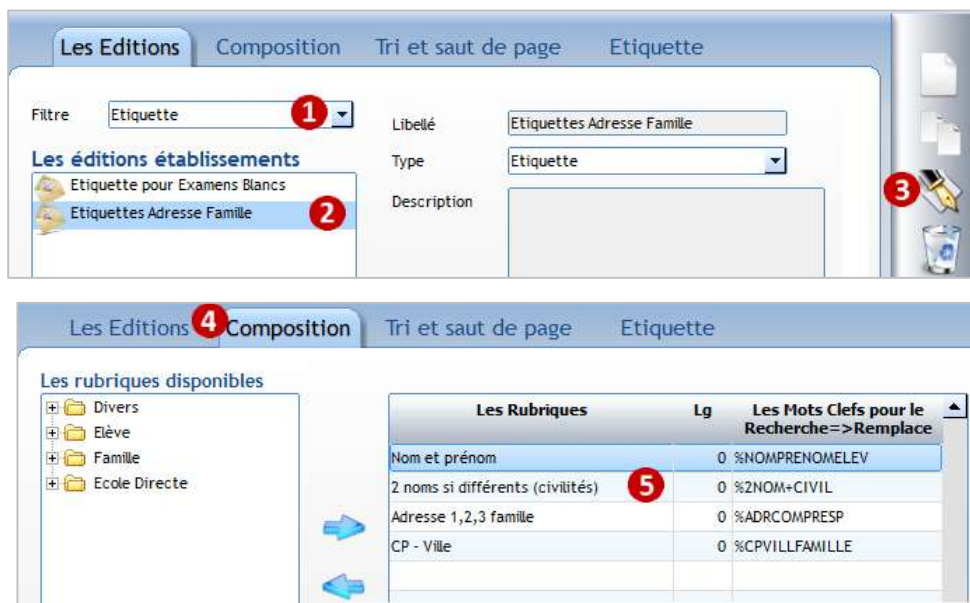 Les Editions Composition Tri et saut de page Etiquette
Filtre Etiquette 1
Les éditions établissements
Etiquette pour Examens Blancs
Etiquettes Adresse Famille 2
Libellé Etiquettes Adresse Famille
Type Etiquette
Description
3
Les Editions 4 Composition Tri et saut de page Etiquette
Les rubriques disponibles
Divers
Elève
Famille
Ecole Directe
Les Rubriques Lg Les Mots Clefs pour le
Recherche=>Remplace
Nom et prénom 0 %NOMPRENOMELEV
2 noms si différents (civilités) 5 0 %2NOM+CIVIL
Adresse 1,2,3 famille 0 %ADRCOMPRESP
CP - Ville 0 %CPVILLFAMILLE